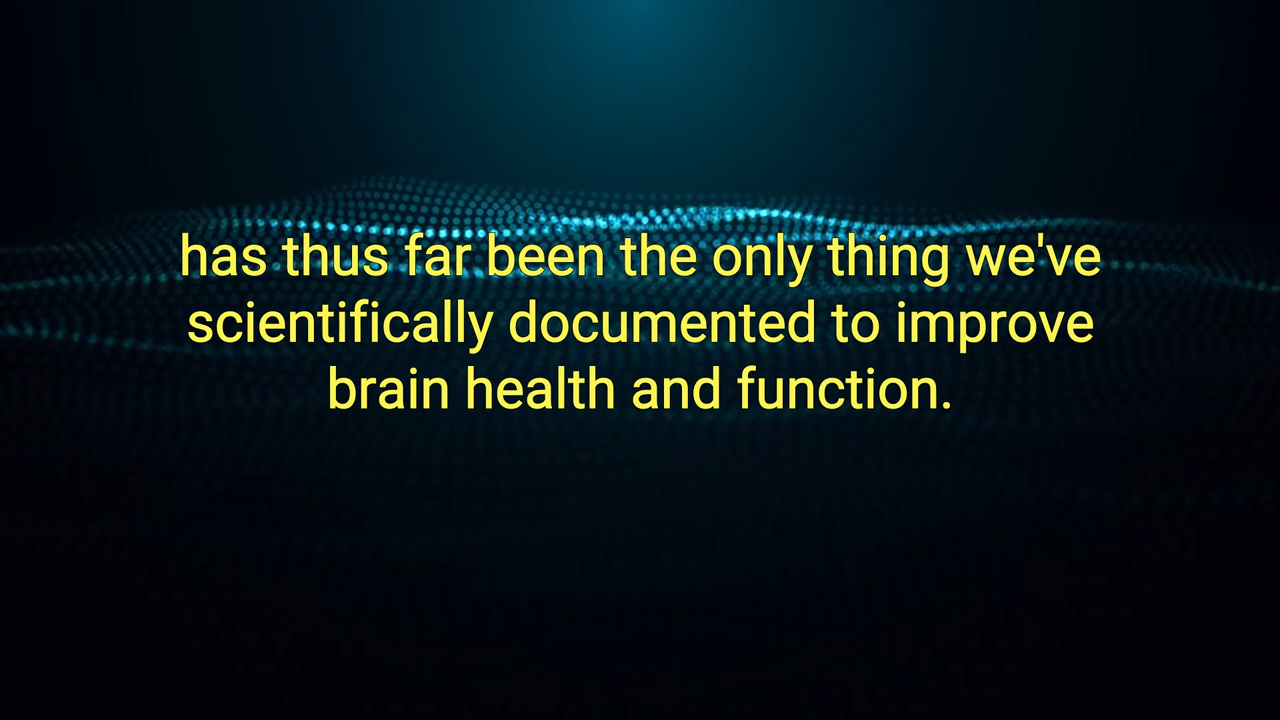 has thus far been the only thing we've
scientifically documented to improve
brain health and function.